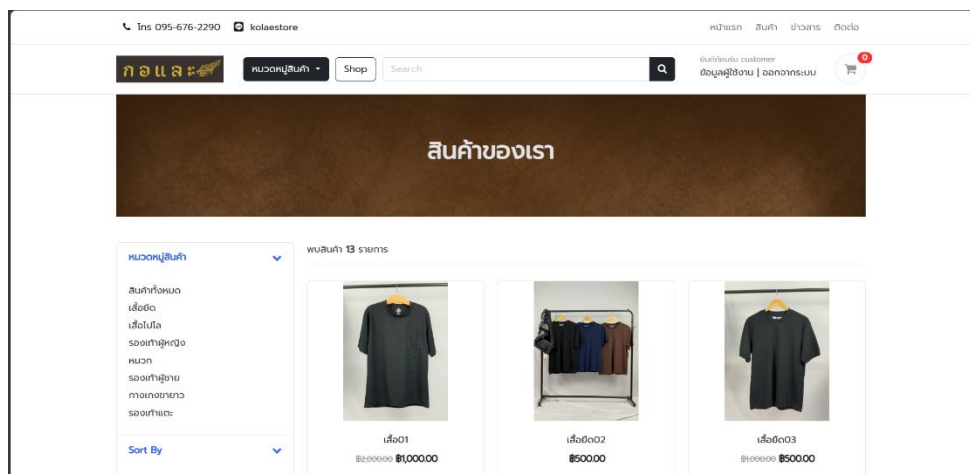 โทร 095-676-2290 kolaestore หน้าแรก สินค้า ข่าวสาร ติดต่อ
กอและ หมวดหมู่สินค้า Shop Search ยินดีต้อนรับ customer 0
ข้อมูลผู้ใช้งาน | ออกจากระบบ
สินค้าของเรา
หมวดหมู่สินค้า
สินค้าทั้งหมด
เสื้อยืด
เสื้อโปโล
รองเท้าผู้หญิง
หมวก
รองเท้าผู้ชาย
กางเกงขายาว
รองเท้าแตะ
Sort By
พบสินค้า 13 รายการ
เสื้อ01
฿2,000.00 ฿1,000.00
เสื้อยืด02
฿500.00
เสื้อยืด03
฿1,000.00 ฿500.00